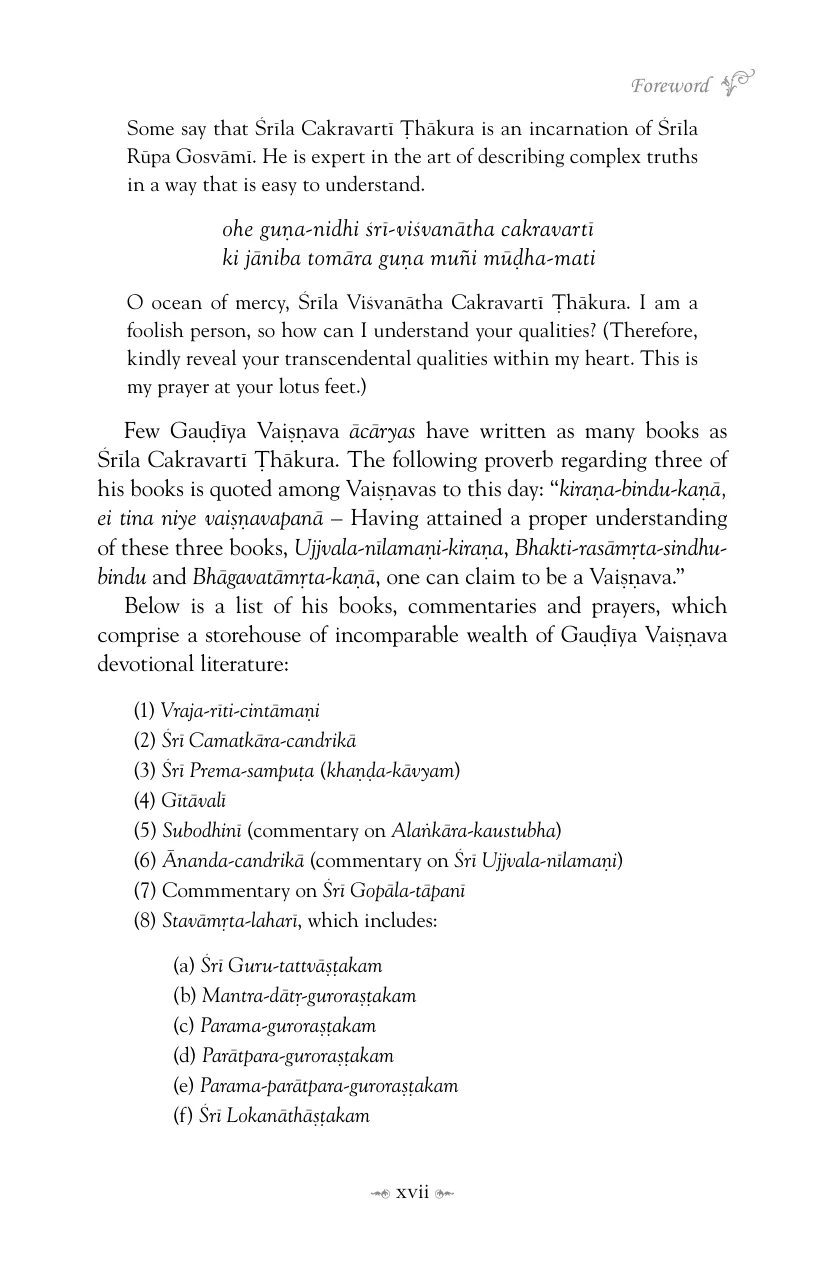 Foreword
Some say that Śrīla Cakravartī Ṭhākura is an incarnation of Śrīla
Rūpa Gosvāmī. He is expert in the art of describing complex truths
in a way that is easy to understand.
ohe guṇa-nidhi śrī-viśvanātha cakravartī
ki jāniba tomāra guṇa muñi mūḍha-mati
O ocean of mercy, Śrīla Viśvanātha Cakravartī Ṭhākura. I am a
foolish person, so how can I understand your qualities? (Therefore,
kindly reveal your transcendental qualities within my heart. This is
my prayer at your lotus feet.)
Few Gauḍīya Vaiṣṇava ācāryas have written as many books as
Śrīla Cakravartī Ṭhākura. The following proverb regarding three of
his books is quoted among Vaiṣṇavas to this day: “kiraṇa-bindu-kaṇā,
ei tina niye vaiṣṇavapanā – Having attained a proper understanding
of these three books, Ujjvala-nīlamaṇi-kiraṇa, Bhakti-rasāmṛta-sindhu-
bindu and Bhāgavatāmṛta-kaṇā, one can claim to be a Vaiṣṇava.”
Below is a list of his books, commentaries and prayers, which
comprise a storehouse of incomparable wealth of Gauḍīya Vaiṣṇava
devotional literature:
(1) Vraja-rīti-cintāmaṇi
(2) Śrī Camatkāra-candrikā
(3) Śrī Prema-sampuṭa (khaṇḍa-kāvyam)
(4) Gītāvalī
(5) Subodhinī (commentary on Alaṅkāra-kaustubha)
(6) Ānanda-candrikā (commentary on Śrī Ujjvala-nīlamaṇi)
(7) Commmentary on Śrī Gopāla-tāpanī
(8) Stavāmṛta-laharī, which includes:
(a) Śrī Guru-tattvāṣṭakam
(b) Mantra-dātṛ-guroraṣṭakam
(c) Parama-guroraṣṭakam
(d) Parātpara-guroraṣṭakam
(e) Parama-parātpara-guroraṣṭakam
(f) Śrī Lokanāthāṣṭakam
xvii